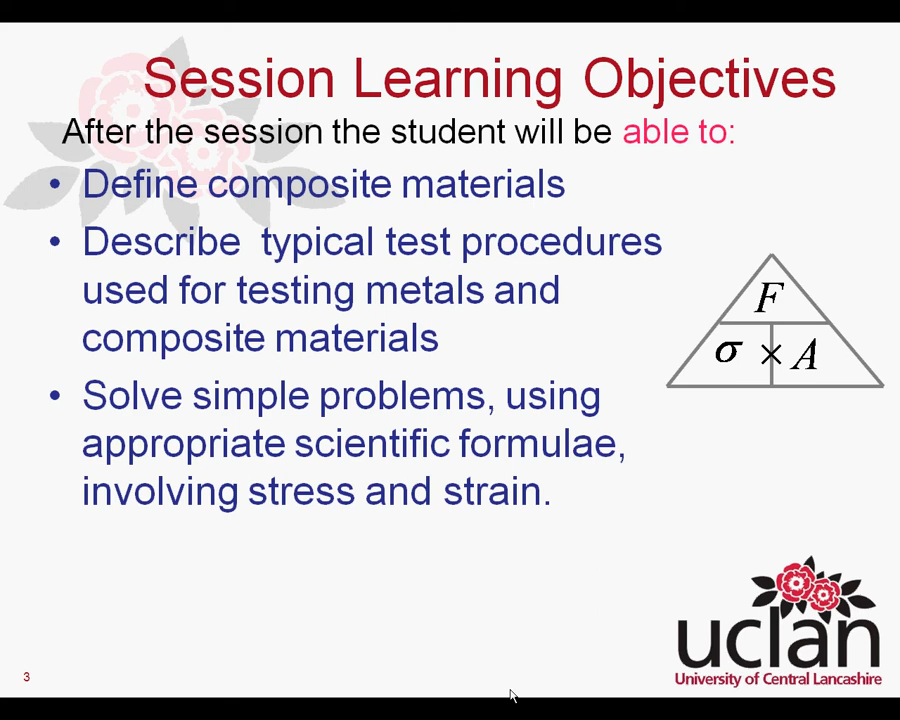 Session Learning Objectives
After the session the student will be able to:
• Define composite materials
• Describe typical test procedures
used for testing metals and
composite materials
• Solve simple problems, using
appropriate scientific formulae,
involving stress and strain.
F
σ × A
uclan
University of Central Lancashire
3